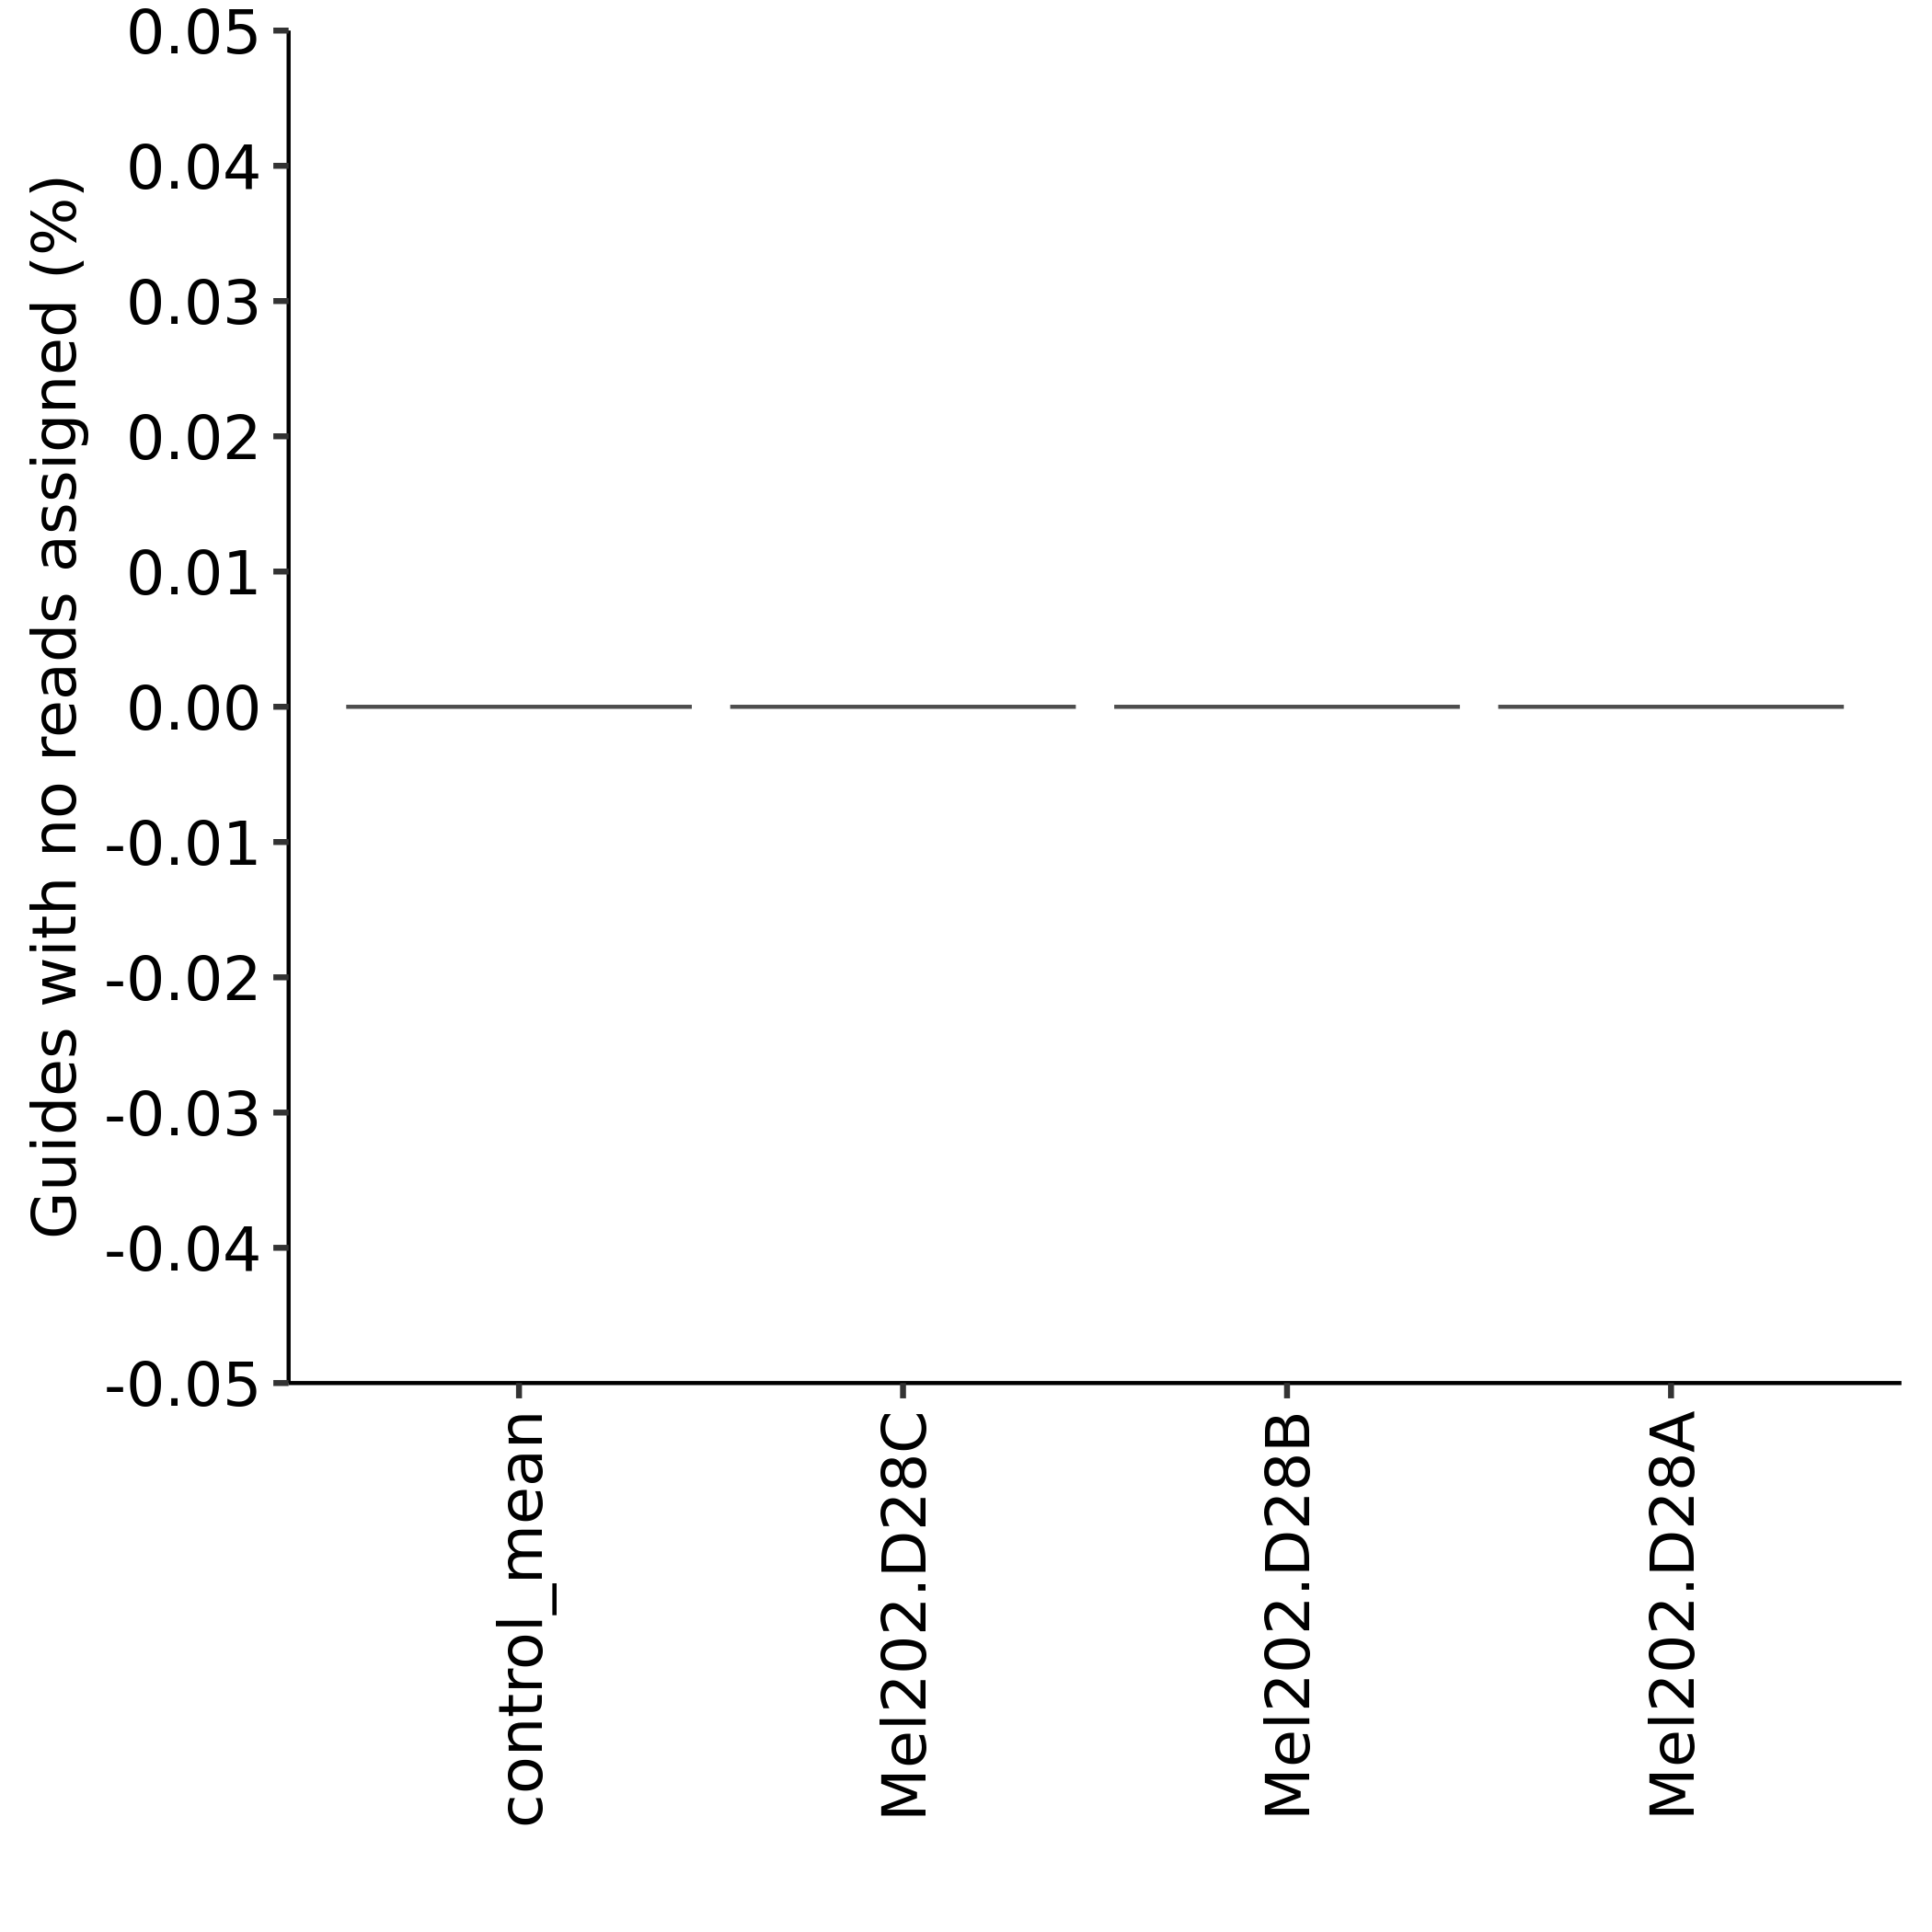 Guides with no reads assigned (%)
0.05
0.04
0.03
0.02
0.01
0.00
-0.01
-0.02
-0.03
-0.04
-0.05
control_mean
Mel202.D28C
Mel202.D28B
Mel202.D28A